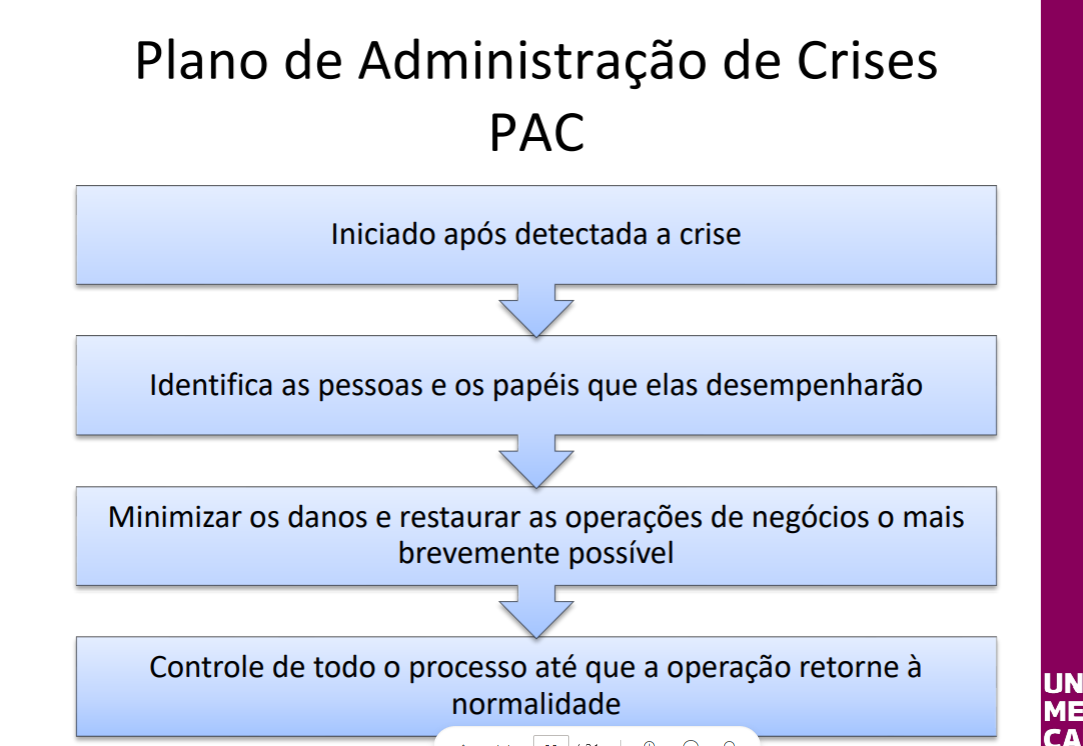 Plano de Administração de Crises
PAC
Iniciado após detectada a crise
Identifica as pessoas e os papéis que elas desempenharão
Minimizar os danos e restaurar as operações de negócios o mais
brevemente possível
Controle de todo o processo até que a operação retorne à
normalidade
UN
ME
CA